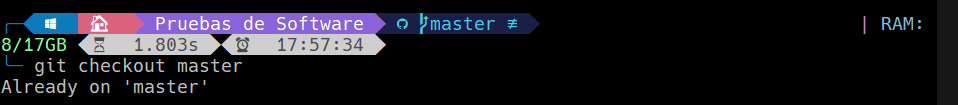 Pruebas de Software master ≢ | RAM:
8/17GB 1.803s 17:57:34
git checkout master
Already on 'master'